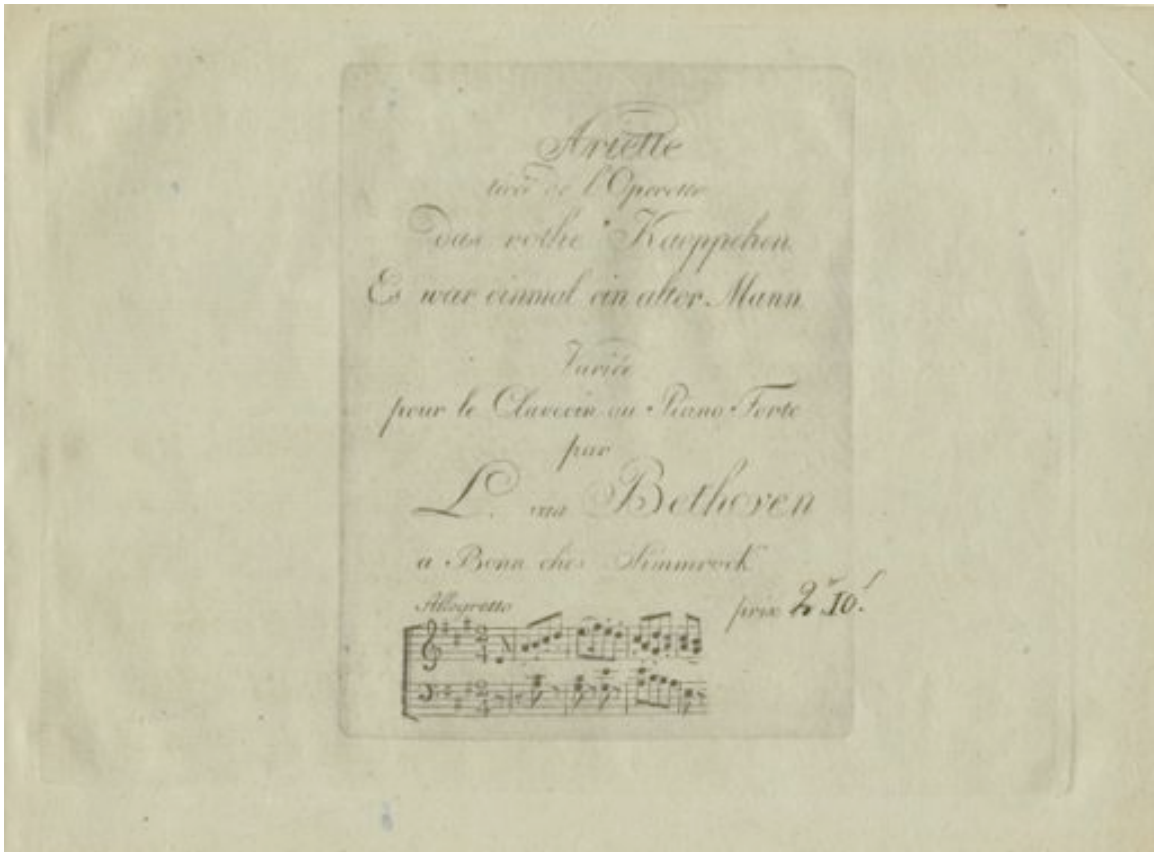 Ariette
tirée de l'Operette
Das rothe Kaeppchen.
Es war einmal ein alter Mann.
Variée
pour le Clavecin ou Piano Forte
par
L. van Bethoven
a Bonn chez Simmrock
prix 2 10.
Allegretto